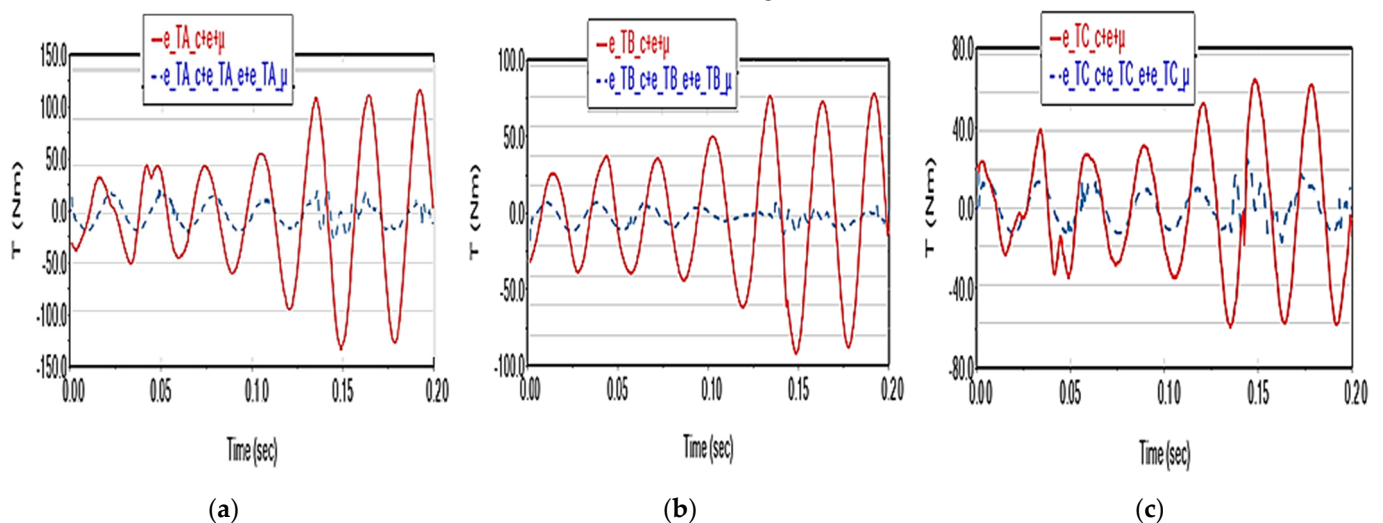 e_TA_c+e+μ
e_TA_c+e_TA_e+e_TA_μ
150.0
100.0
50.0
0.0
-50.0
-100.0
-150.0
T (Nm)
0.00
0.05
0.10
0.15
0.20
Time (sec)
(a)
e_TB_c+e+μ
e_TB_c+e_TB_e+e_TB_μ
100.0
50.0
0.0
-50.0
-100.0
T (Nm)
0.00
0.05
0.10
0.15
0.20
Time (sec)
(b)
e_TC_c+e+μ
e_TC_c+e_TC_e+e_TC_μ
80.0
40.0
0.0
-40.0
-80.0
T (Nm)
0.00
0.05
0.10
0.15
0.20
Time (sec)
(c)